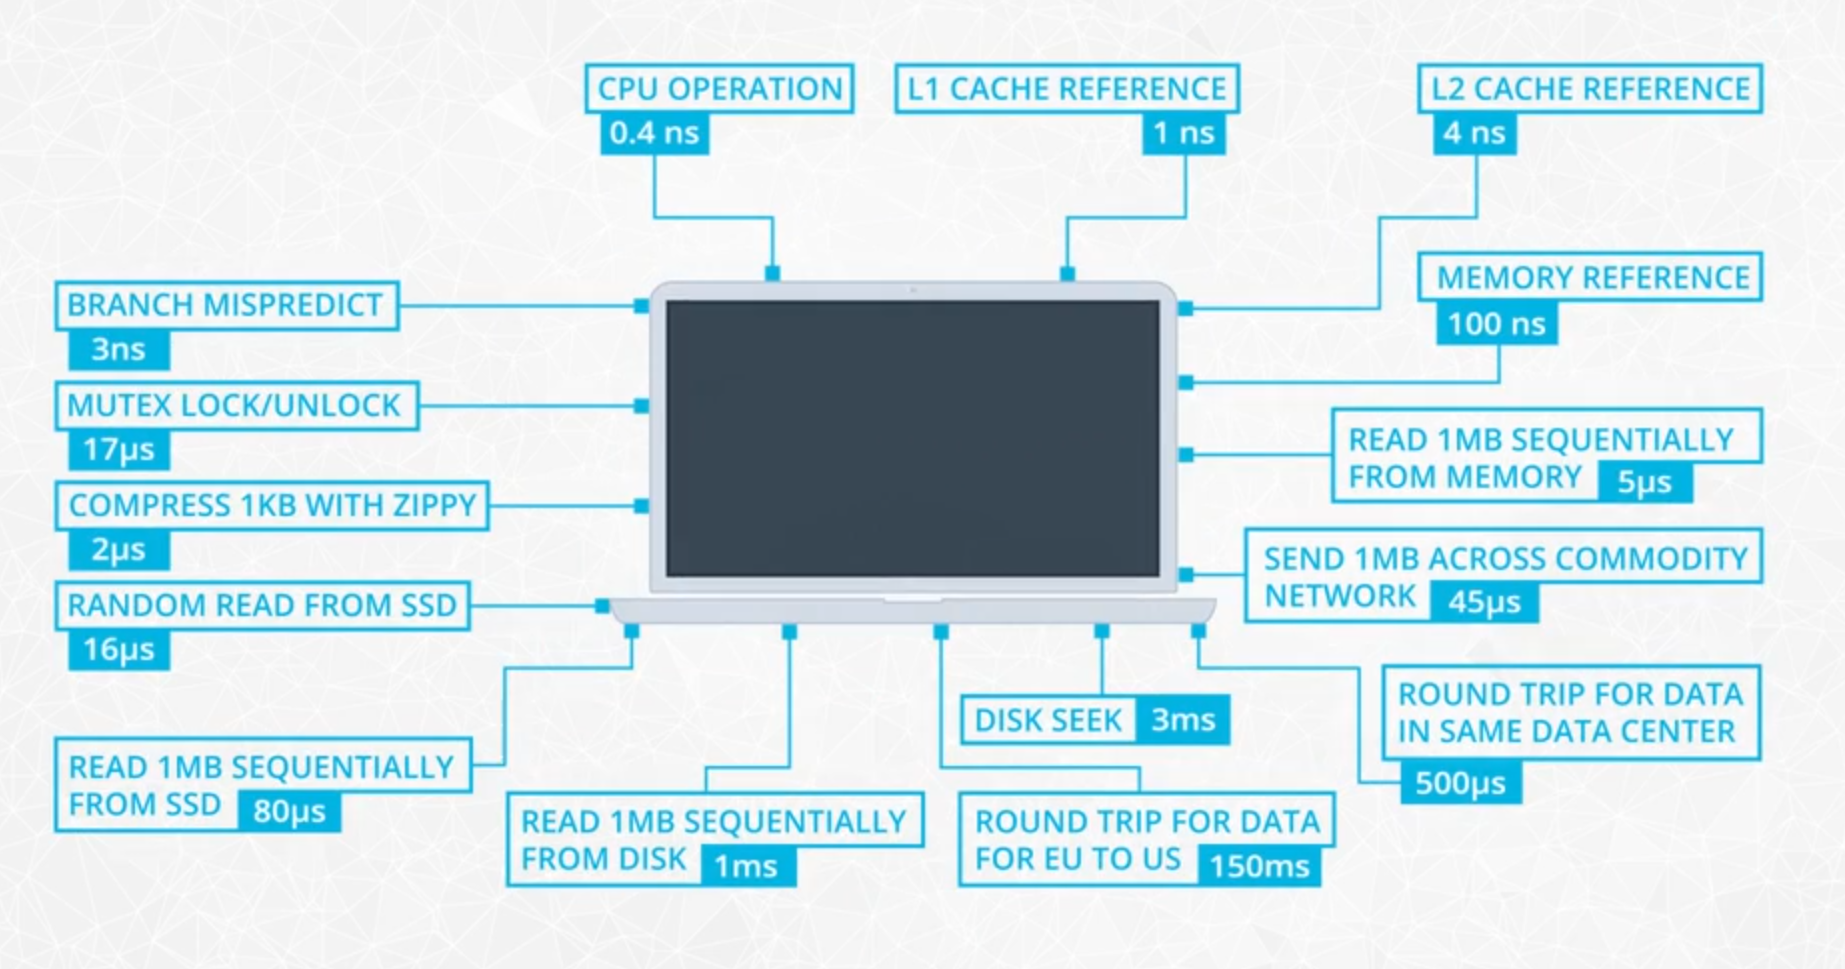 CPU OPERATION
0.4 ns
L1 CACHE REFERENCE
1 ns
L2 CACHE REFERENCE
4 ns
MEMORY REFERENCE
100 ns
BRANCH MISPREDICT
3ns
MUTEX LOCK/UNLOCK
17µs
COMPRESS 1KB WITH ZIPPY
2µs
RANDOM READ FROM SSD
16µs
READ 1MB SEQUENTIALLY
FROM MEMORY 5µs
SEND 1MB ACROSS COMMODITY
NETWORK 45µs
READ 1MB SEQUENTIALLY
FROM SSD 80µs
READ 1MB SEQUENTIALLY
FROM DISK 1ms
DISK SEEK 3ms
ROUND TRIP FOR DATA
FOR EU TO US 150ms
ROUND TRIP FOR DATA
IN SAME DATA CENTER
500µs